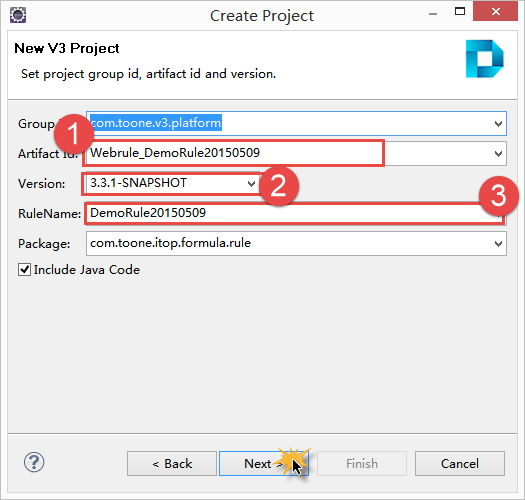 Create Project
New V3 Project
Set project group id, artifact id and version.
Group com.toone.v3.platform
1
Artifact Id: Webrule_DemoRule20150509
Version: 3.3.1-SNAPSHOT 2
RuleName: DemoRule20150509 3
Package: com.toone.itop.formula.rule
Include Java Code
? < Back Next > Finish Cancel